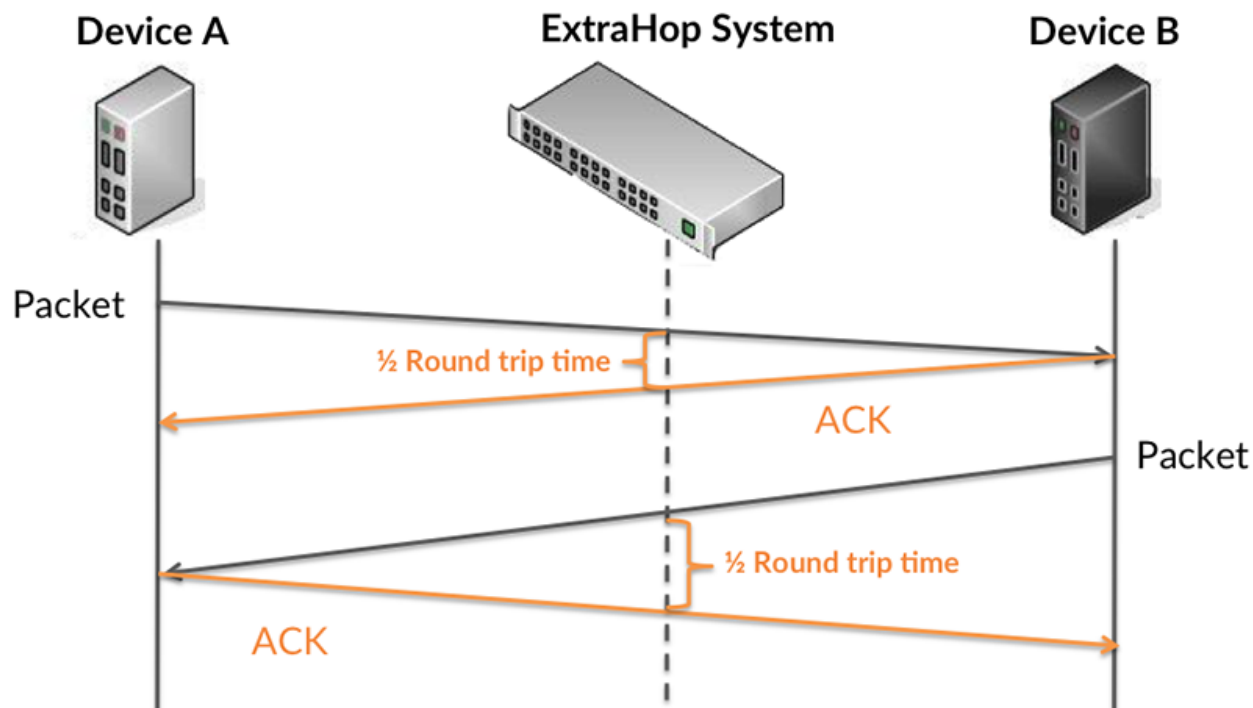 Device A
ExtraHop System
Device B
Packet
½ Round trip time
ACK
Packet
½ Round trip time
ACK